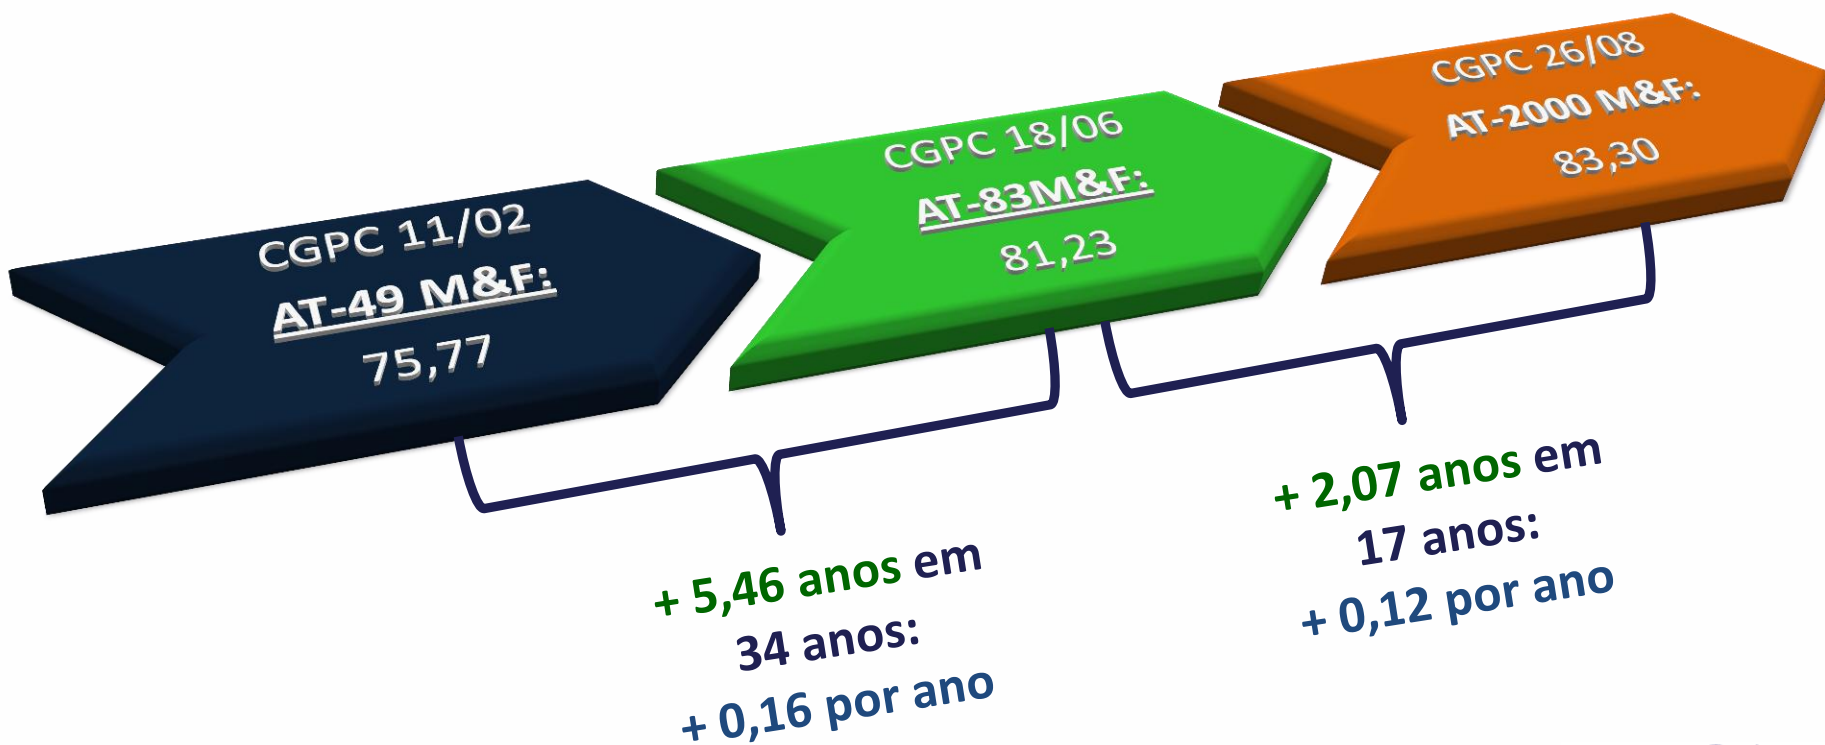 CGPC 11/02
AT-49 M&F:
75,77
CGPC 18/06
AT-83M&F:
81,23
CGPC 26/08
AT-2000 M&F:
83,30
+ 5,46 anos em
34 anos:
+ 0,16 por ano
+ 2,07 anos em
17 anos:
+ 0,12 por ano